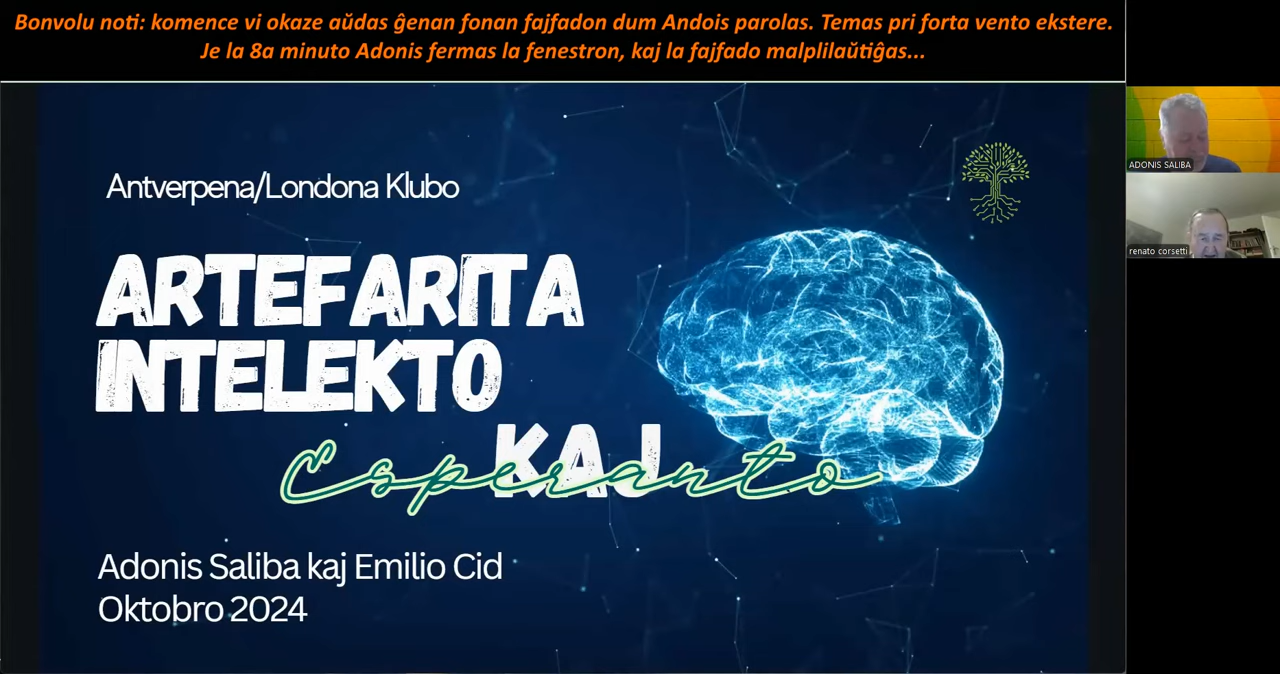 Bonvolu noti: komence vi okaze aŭdas ĝenan fonan fajfadon dum Andois parolas. Temas pri forta vento ekstere.
Je la 8a minuto Adonis fermas la fenestron, kaj la fajfado malplilaŭtiĝas...
Antverpena/Londona Klubo
ARTEFARITA
INTELEKTO
KAJ
Esperanto
Adonis Saliba kaj Emilio Cid
Oktobro 2024
ADONIS SALIBA
renato corsetti